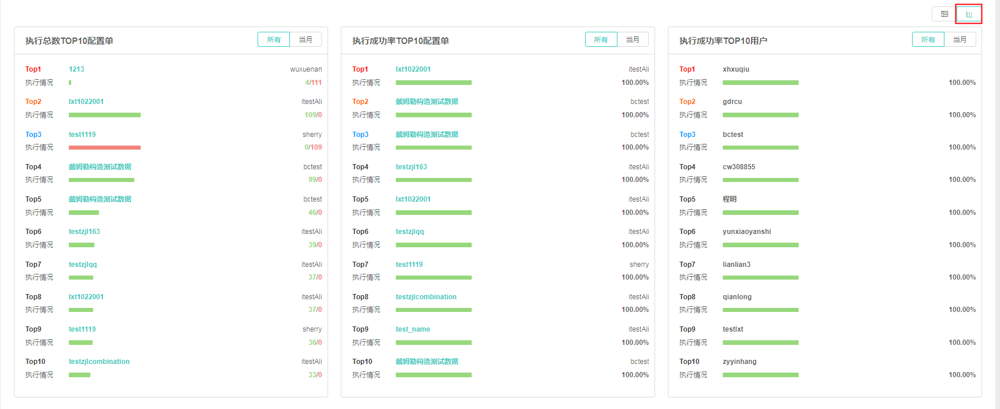 执行总数TOP10配置单 所有 当月
Top1 1213 wuxuenan
执行情况 4/111
Top2 lxt1022001 itestAli
执行情况 109/0
Top3 test1119 sherry
执行情况 0/109
Top4 戴姆勒构造测试数据 bctest
执行情况 99/0
Top5 戴姆勒构造测试数据 bctest
执行情况 46/0
Top6 testzjl163 itestAli
执行情况 39/0
Top7 testzjlqq itestAli
执行情况 37/0
Top8 lxt1022001 itestAli
执行情况 37/0
Top9 test1119 sherry
执行情况 36/0
Top10 testzjlcombination itestAli
执行情况 33/0
执行成功率TOP10配置单 所有 当月
Top1 lxt1022001 itestAli
执行情况 100.00%
Top2 戴姆勒构造测试数据 bctest
执行情况 100.00%
Top3 戴姆勒构造测试数据 bctest
执行情况 100.00%
Top4 testzjl163 itestAli
执行情况 100.00%
Top5 lxt1022001 itestAli
执行情况 100.00%
Top6 testzjlqq itestAli
执行情况 100.00%
Top7 test1119 sherry
执行情况 100.00%
Top8 testzjlcombination itestAli
执行情况 100.00%
Top9 test_name itestAli
执行情况 100.00%
Top10 戴姆勒构造测试数据 bctest
执行情况 100.00%
执行成功率TOP10用户 所有 当月
Top1 xhxuqiu
执行情况 100.00%
Top2 gdrcu
执行情况 100.00%
Top3 bctest
执行情况 100.00%
Top4 cw308855
执行情况 100.00%
Top5 程明
执行情况 100.00%
Top6 yunxiaoyanshi
执行情况 100.00%
Top7 lianlian3
执行情况 100.00%
Top8 qianlong
执行情况 100.00%
Top9 testlxt
执行情况 100.00%
Top10 zyyinhang
执行情况 100.00%